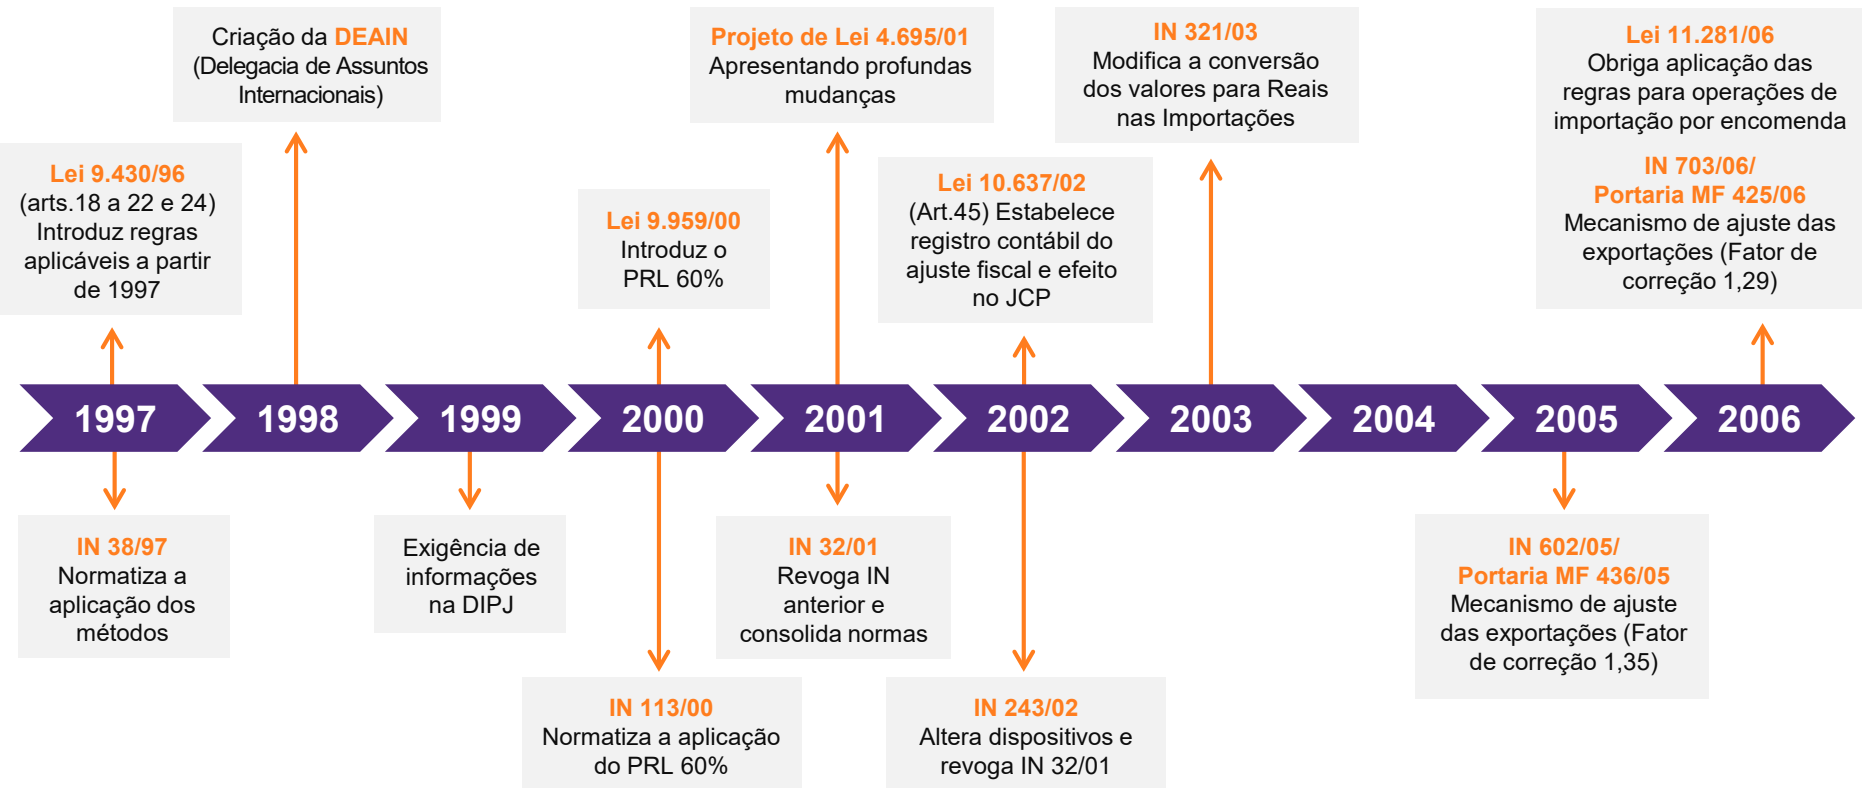 Criação da DEAIN
(Delegacia de Assuntos
Internacionais)
Projeto de Lei 4.695/01
Apresentando profundas
mudanças
IN 321/03
Modifica a conversão
dos valores para Reais
nas Importações
Lei 11.281/06
Obriga aplicação das
regras para operações de
importação por encomenda
IN 703/06/
Portaria MF 425/06
Mecanismo de ajuste das
exportações (Fator de
correção 1,29)
Lei 9.430/96
(arts.18 a 22 e 24)
Introduz regras
aplicáveis a partir
de 1997
Lei 9.959/00
Introduz o
PRL 60%
Lei 10.637/02
(Art.45) Estabelece
registro contábil do
ajuste fiscal e efeito
no JCP
1997
1998
1999
2000
2001
2002
2003
2004
2005
2006
IN 38/97
Normatiza a
aplicação dos
métodos
Exigência de
informações
na DIPJ
IN 113/00
Normatiza a aplicação
do PRL 60%
IN 32/01
Revoga IN
anterior e
consolida normas
IN 243/02
Altera dispositivos e
revoga IN 32/01
IN 602/05/
Portaria MF 436/05
Mecanismo de ajuste
das exportações (Fator
de correção 1,35)